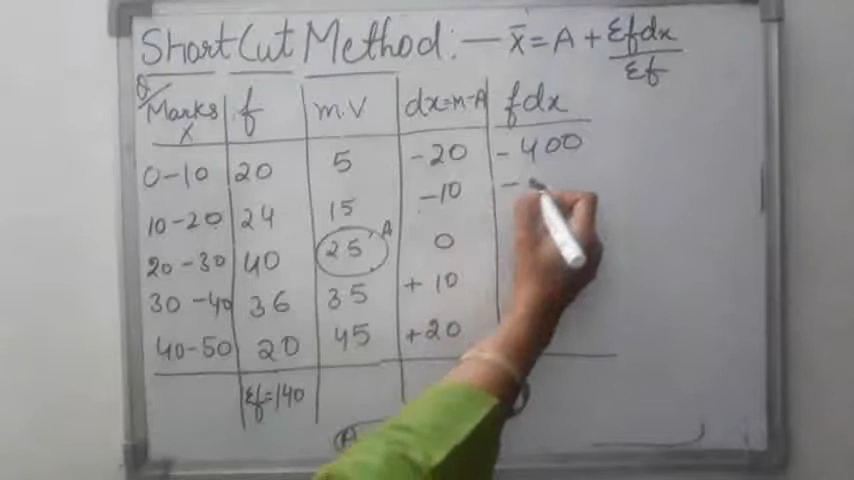 Short Cut Method :— x̄ = A + Σfdx / Σf
Q/
Marks X f m.V dx=m-A fdx
0-10 20 5 -20 -400
10-20 24 15 -10 -
20-30 40 25 A 0
30-40 36 35 +10
40-50 20 45 +20
Σf=140
A